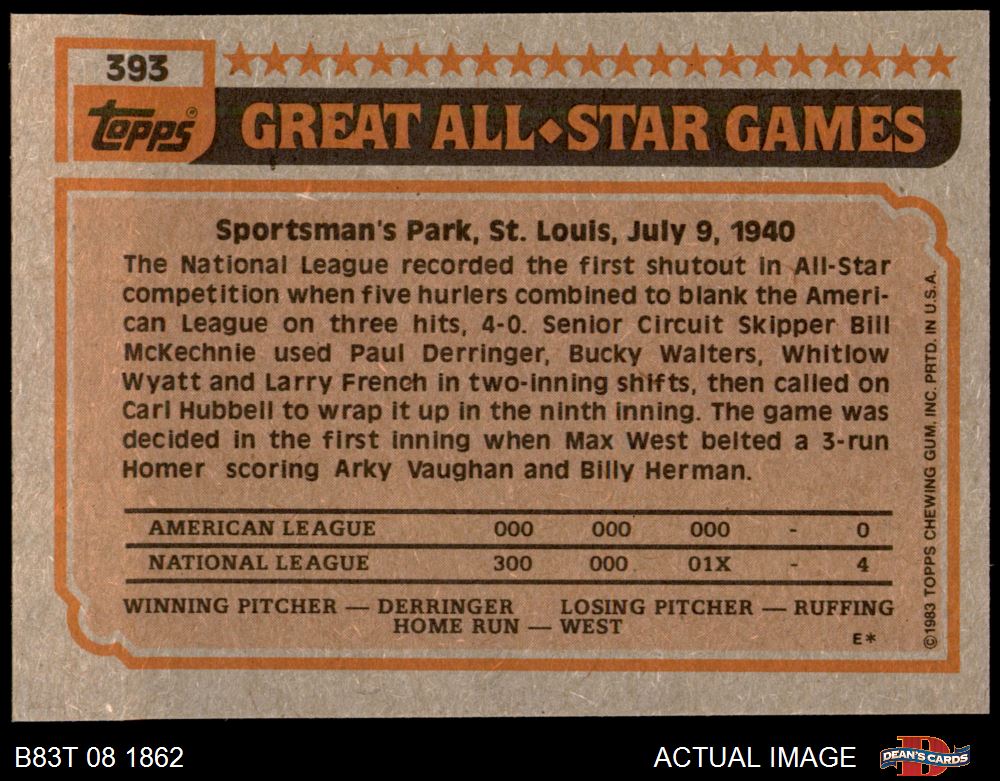 393
topps®
GREAT ALL◆STAR GAMES
Sportsman's Park, St. Louis, July 9, 1940
The National League recorded the first shutout in All-Star
competition when five hurlers combined to blank the Ameri-
can League on three hits, 4-0. Senior Circuit Skipper Bill
McKechnie used Paul Derringer, Bucky Walters, Whitlow
Wyatt and Larry French in two-inning shifts, then called on
Carl Hubbell to wrap it up in the ninth inning. The game was
decided in the first inning when Max West belted a 3-run
Homer scoring Arky Vaughan and Billy Herman.
AMERICAN LEAGUE 000 000 000 - 0
NATIONAL LEAGUE 300 000 01X - 4
WINNING PITCHER — DERRINGER LOSING PITCHER — RUFFING
HOME RUN — WEST
E*
©1983 TOPPS CHEWING GUM, INC. PRTD. IN U.S.A.
B83T 08 1862
ACTUAL IMAGE
DEAN'S CARDS